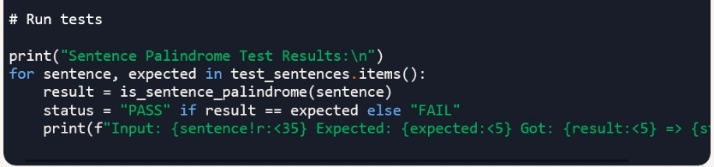 # Run tests
print("Sentence Palindrome Test Results:\n")
for sentence, expected in test_sentences.items():
    result = is_sentence_palindrome(sentence)
    status = "PASS" if result == expected else "FAIL"
    print(f"Input: {sentence!r:<35} Expected: {expected:<5} Got: {result:<5} => {s